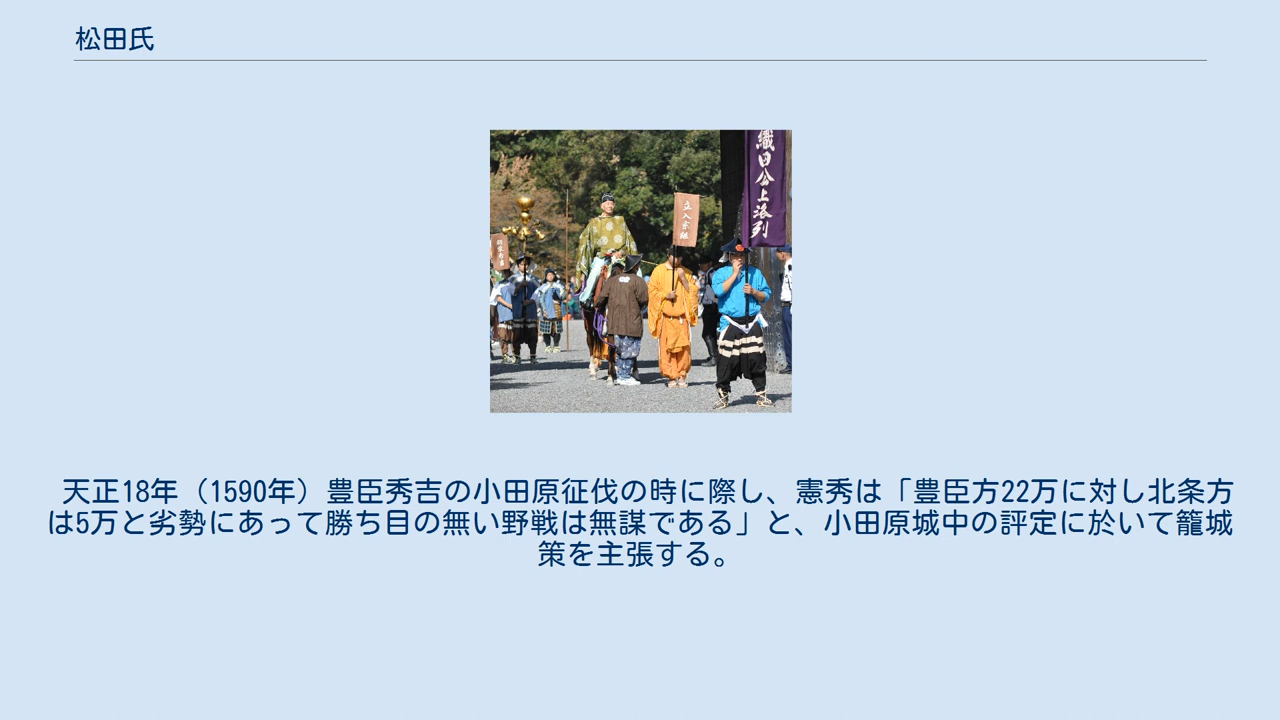 松田氏
織田公上洛列
立入宗継
天正18年（1590年）豊臣秀吉の小田原征伐の時に際し、憲秀は「豊臣方22万に対し北条方
は5万と劣勢にあって勝ち目の無い野戦は無謀である」と、小田原城中の評定に於いて籠城
策を主張する。